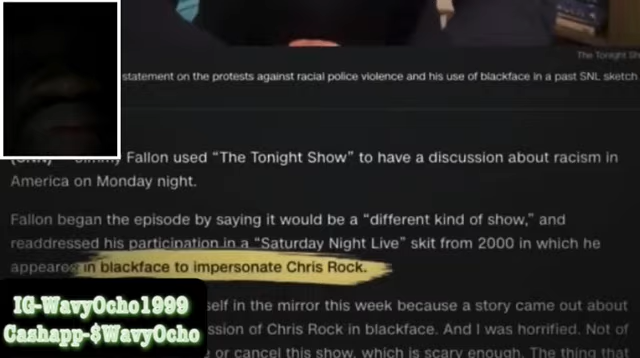 The Tonight Sh
statement on the protests against racial police violence and his use of blackface in a past SNL sketch.
(CNN) Jimmy Fallon used “The Tonight Show” to have a discussion about racism in
America on Monday night.
Fallon began the episode by saying it would be a “different kind of show,” and
readdressed his participation in a “Saturday Night Live” skit from 2000 in which he
appeared in blackface to impersonate Chris Rock.
IG-WavyOcho1999
self in the mirror this week because a story came out about
Cashapp-$WavyOcho
ssion of Chris Rock in blackface. And I was horrified. Not of
or cancel this show, which is scary enough. The thing that